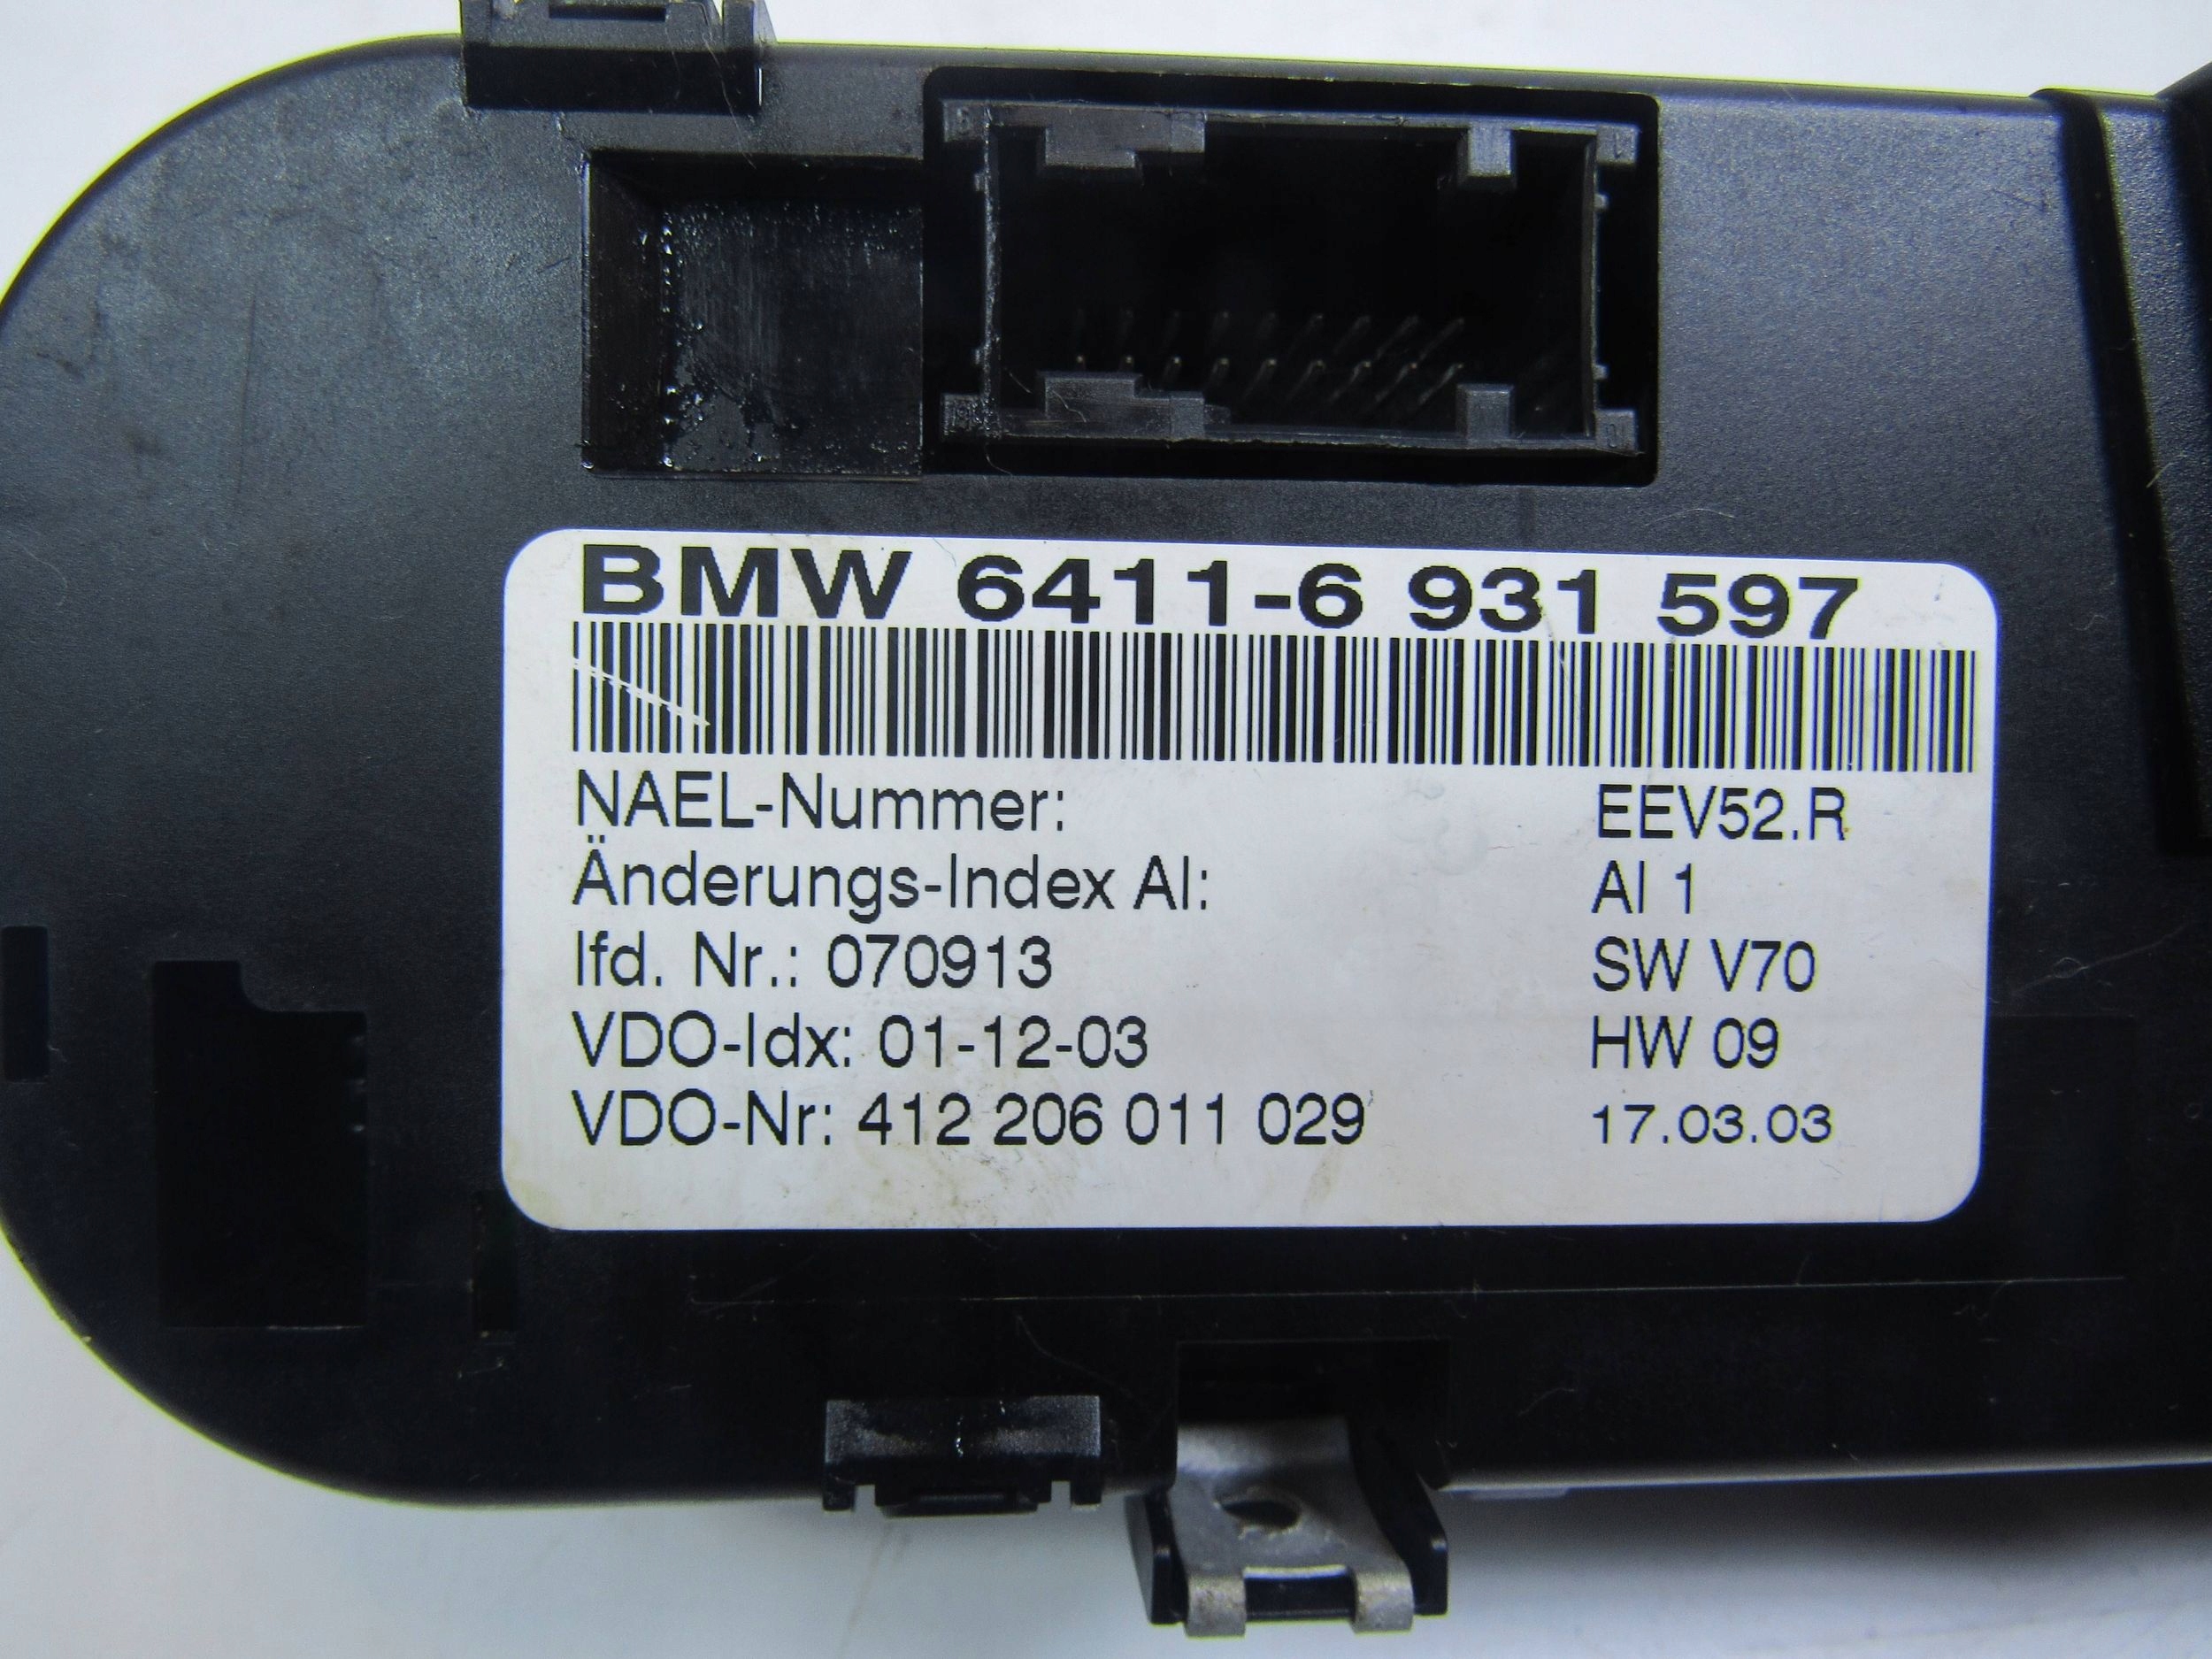 BMW 6411-6 931 597
NAEL-Nummer: EEV52.R
Änderungs-Index AI: AI 1
lfd. Nr.: 070913 SW V70
VDO-Idx: 01-12-03 HW 09
VDO-Nr: 412 206 011 029 17.03.03